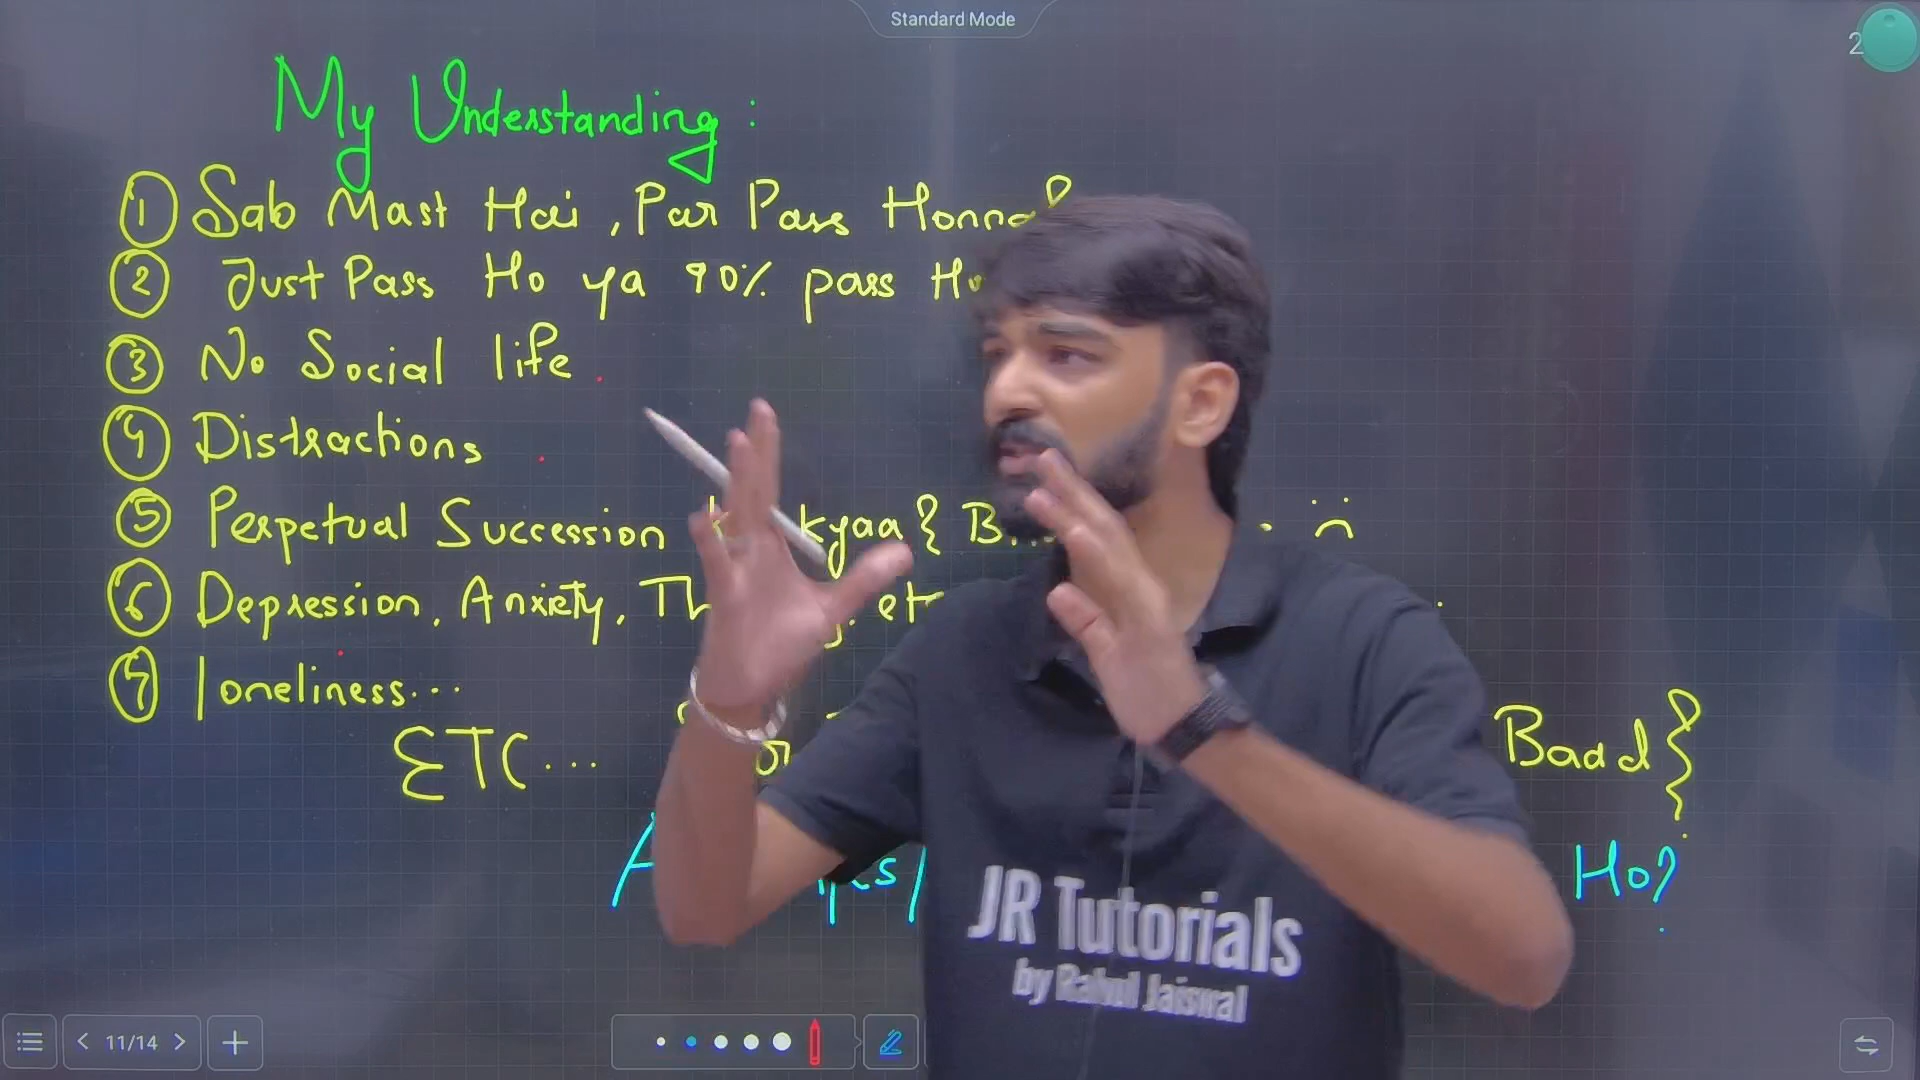 Standard Mode
2
My Understanding :
① Sab Mast Hai , Par Pass
② Just Pass Ho ya 90% pass
③ No Social life
④ Distractions
⑤ Perpetual Succession kyaa {
⑥ Depression, Anxiety,
⑦ loneliness...
ETC ...
Baad }
Ho?
JR Tutorials
by Rahul Jaiswal
11/14